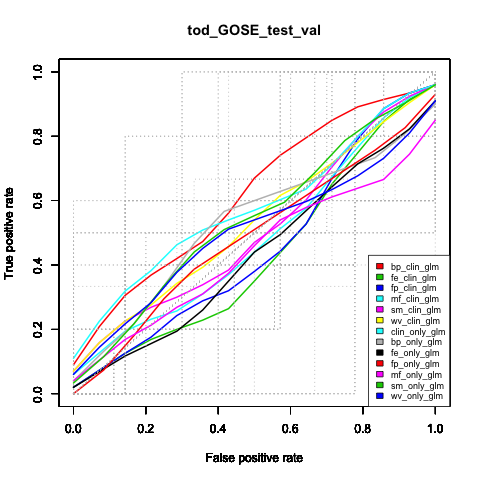 tod_GOSE_test_val
True positive rate
1.0
0.8
0.6
0.4
0.2
0.0
0.0 0.2 0.4 0.6 0.8 1.0
False positive rate
bp_clin_glm
fe_clin_glm
fp_clin_glm
mf_clin_glm
sm_clin_glm
wv_clin_glm
clin_only_glm
bp_only_glm
fe_only_glm
fp_only_glm
mf_only_glm
sm_only_glm
wv_only_glm